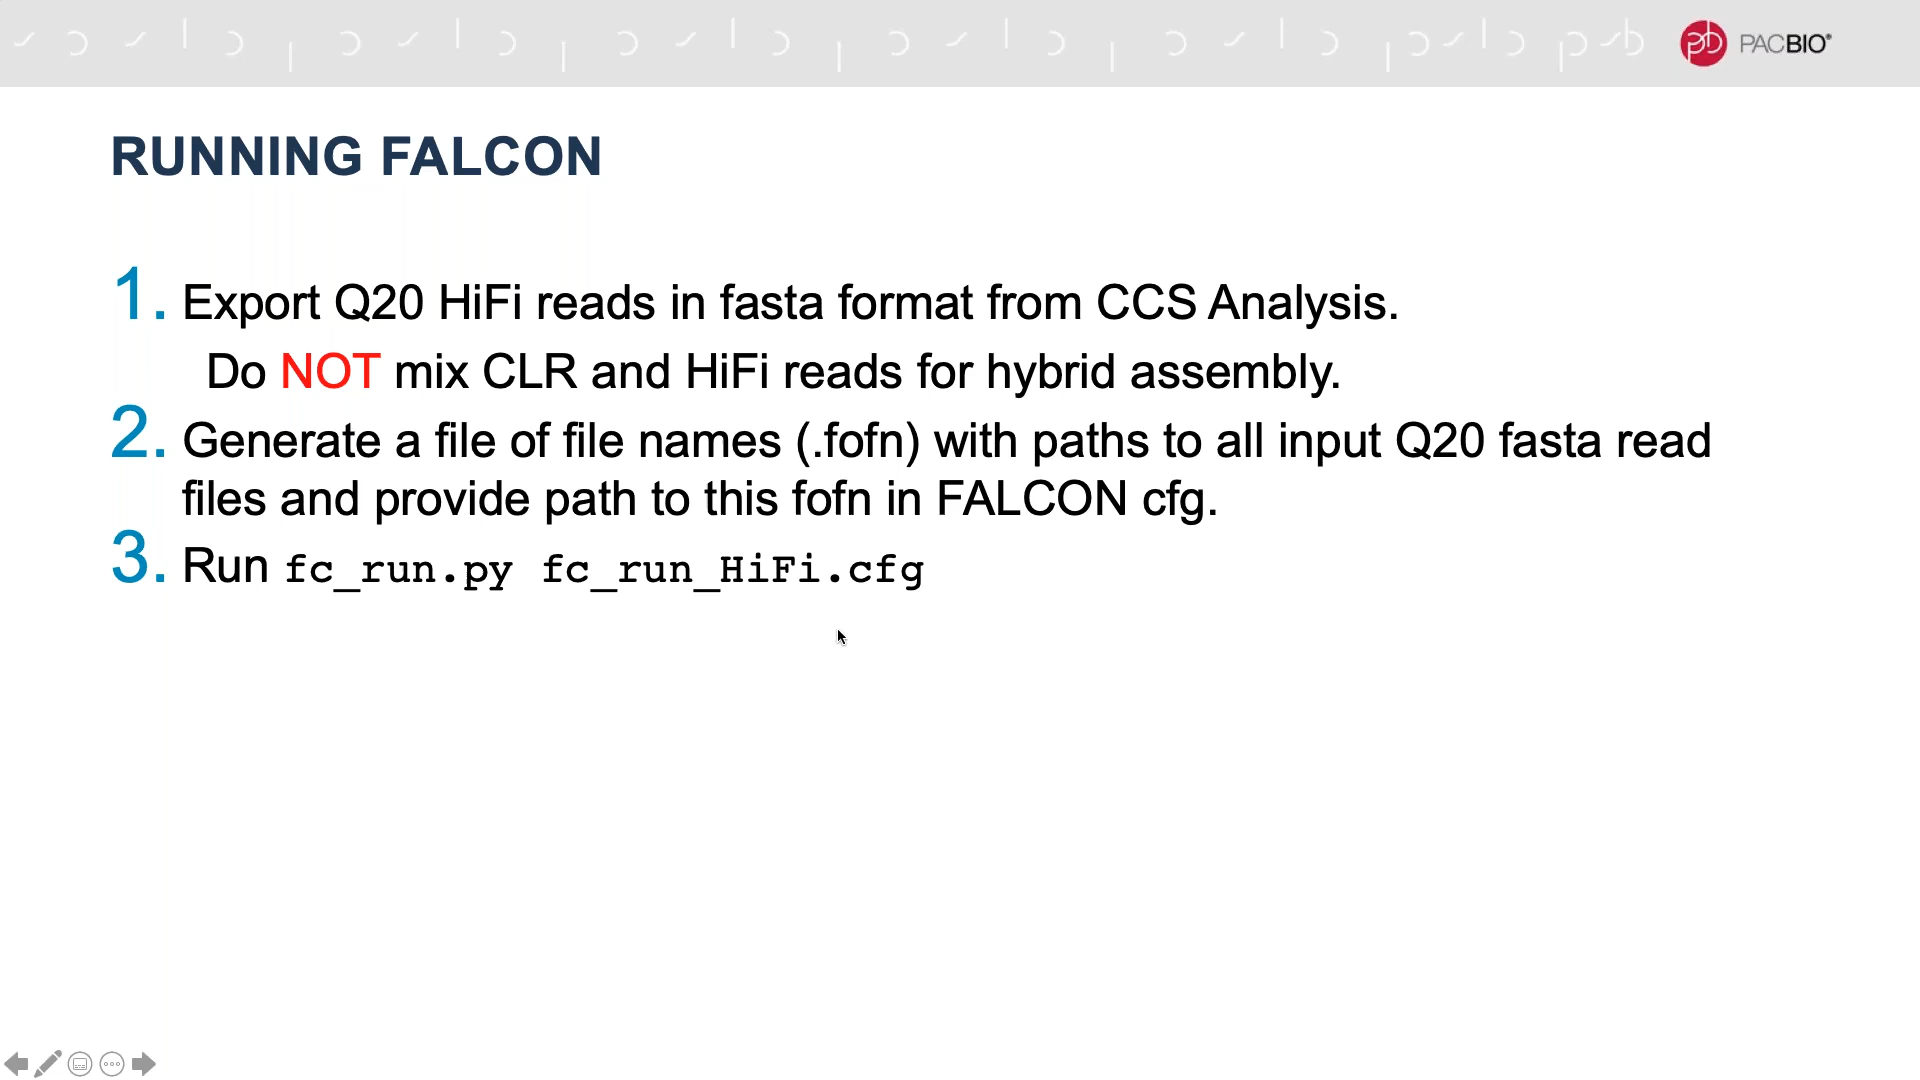 PACBIO®
RUNNING FALCON
1. Export Q20 HiFi reads in fasta format from CCS Analysis.
Do NOT mix CLR and HiFi reads for hybrid assembly.
2. Generate a file of file names (.fofn) with paths to all input Q20 fasta read
files and provide path to this fofn in FALCON cfg.
3. Run fc_run.py fc_run_HiFi.cfg